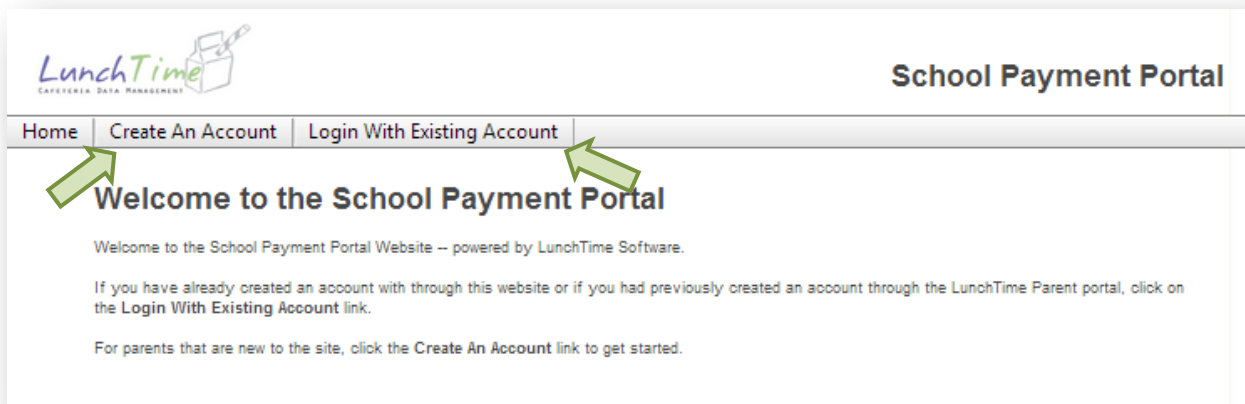 LunchTime
CAFETERIA DATA MANAGEMENT
School Payment Portal
Home Create An Account Login With Existing Account
Welcome to the School Payment Portal
Welcome to the School Payment Portal Website -- powered by LunchTime Software.
If you have already created an account with through this website or if you had previously created an account through the LunchTime Parent portal, click on
the Login With Existing Account link.
For parents that are new to the site, click the Create An Account link to get started.